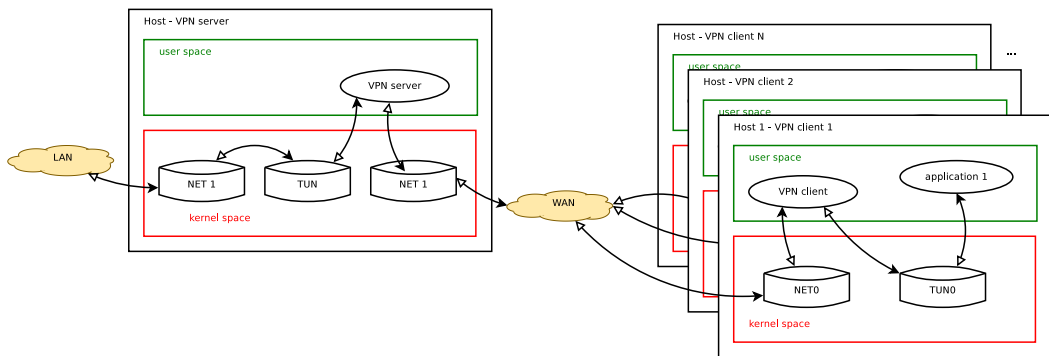 Host - VPN server
user space
VPN server
LAN
NET 1
TUN
NET 1
kernel space
WAN
Host - VPN client N
...
user space
Host - VPN client 2
user space
Host 1 - VPN client 1
user space
VPN client
application 1
NET0
TUN0
kernel space